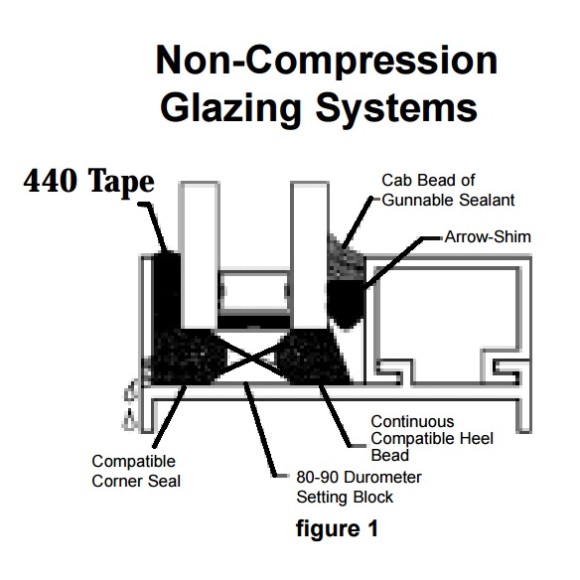 Non-Compression
Glazing Systems
440 Tape
Cab Bead of
Gunnable Sealant
Arrow-Shim
Continuous
Compatible Heel
Bead
Compatible
Corner Seal
80-90 Durometer
Setting Block
figure 1